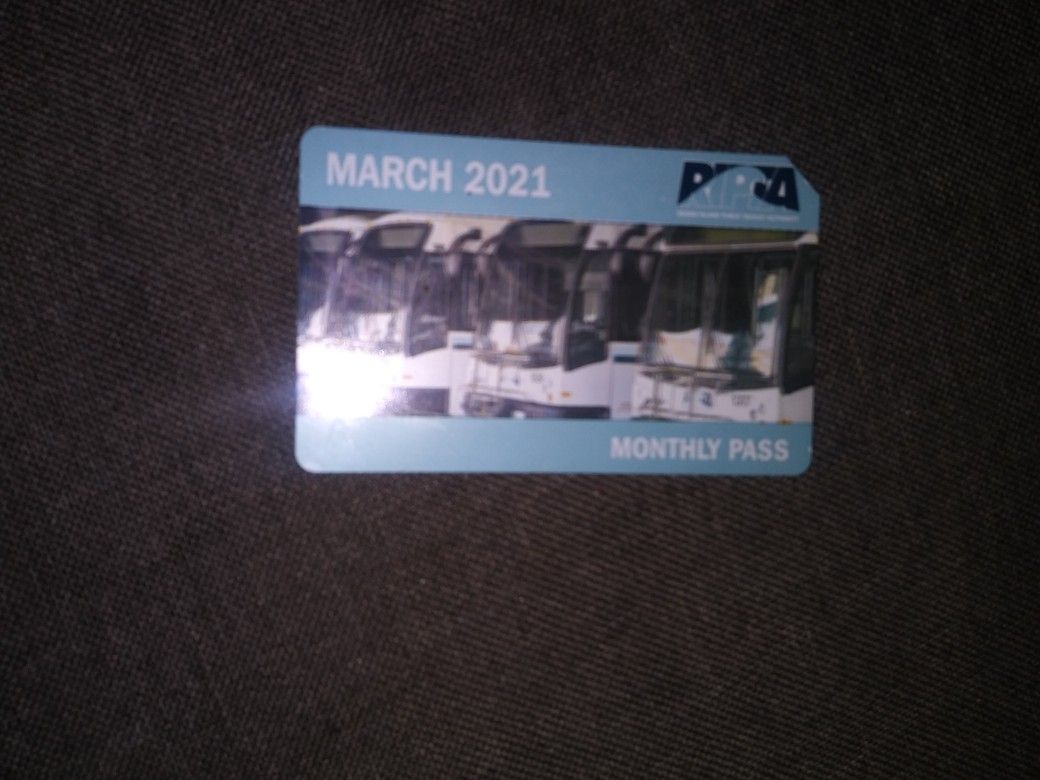 MARCH 2021
RIPTA
MONTHLY PASS